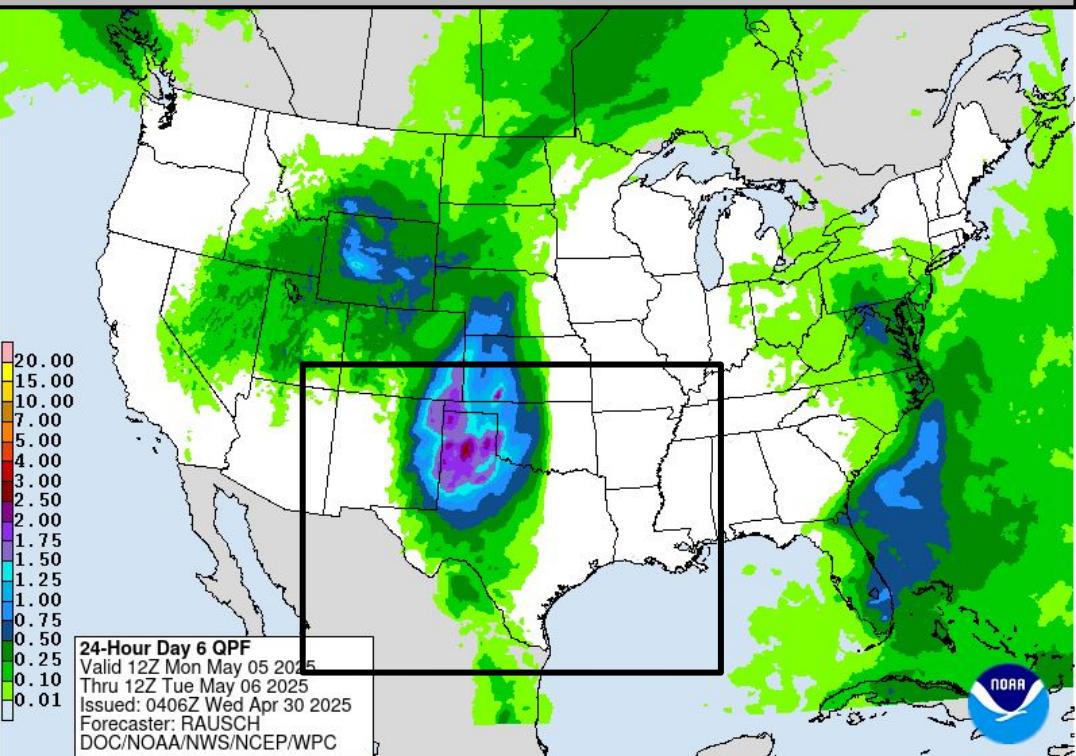 20.00
15.00
10.00
7.00
5.00
4.00
3.00
2.50
2.00
1.75
1.50
1.25
1.00
0.75
0.50
0.25
0.10
0.01
24-Hour Day 6 QPF
Valid 12Z Mon May 05 2025
Thru 12Z Tue May 06 2025
Issued: 0406Z Wed Apr 30 2025
Forecaster: RAUSCH
DOC/NOAA/NWS/NCEP/WPC
NOAA